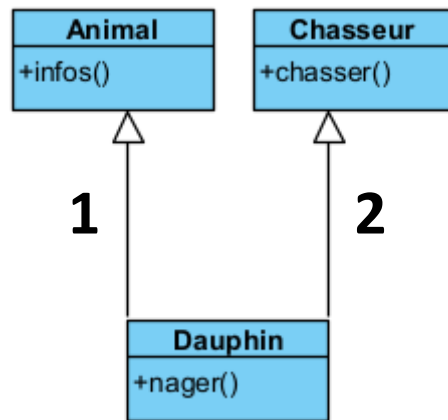 Animal
+infos()
Chasseur
+chasser()
1
2
Dauphin
+nager()